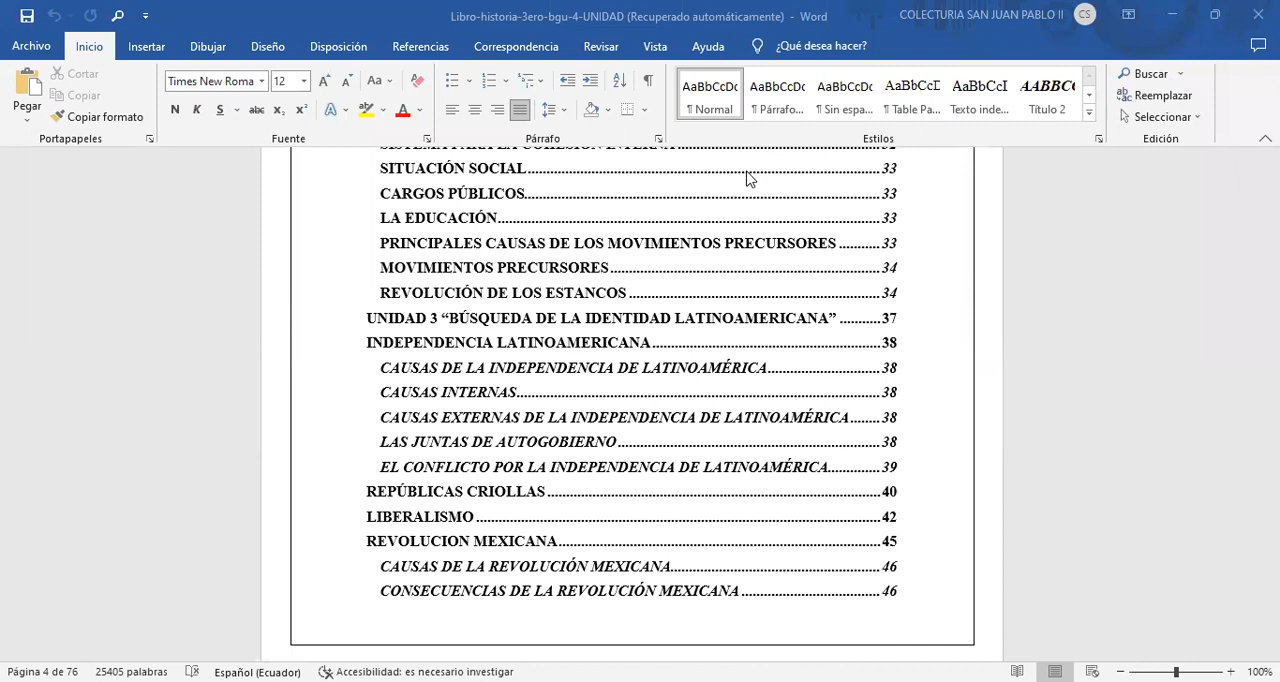 Libro-historia-3ero-bgu-4-UNIDAD (Recuperado automáticamente) - Word
COLECTURIA SAN JUAN PABLO II CS
Archivo Inicio Insertar Dibujar Diseño Disposición Referencias Correspondencia Revisar Vista Ayuda ¿Qué desea hacer?
Pegar
Cortar
Copiar
Copiar formato
Portapapeles
Times New Roma 12
Fuente
Párrafo
AaBbCcDc AaBbCcDc AaBbCcDc AaBbCcD AaBbCcI AABBC
¶ Normal ¶ Párrafo... ¶ Sin espa... ¶ Table Pa... Texto inde... Título 2
Estilos
Buscar
Reemplazar
Seleccionar
Edición
SISTEMA PARA LA COHESIÓN INTERNA 32
SITUACIÓN SOCIAL 33
CARGOS PÚBLICOS 33
LA EDUCACIÓN 33
PRINCIPALES CAUSAS DE LOS MOVIMIENTOS PRECURSORES 33
MOVIMIENTOS PRECURSORES 34
REVOLUCIÓN DE LOS ESTANCOS 34
UNIDAD 3 “BÚSQUEDA DE LA IDENTIDAD LATINOAMERICANA” 37
INDEPENDENCIA LATINOAMERICANA 38
CAUSAS DE LA INDEPENDENCIA DE LATINOAMÉRICA 38
CAUSAS INTERNAS 38
CAUSAS EXTERNAS DE LA INDEPENDENCIA DE LATINOAMÉRICA 38
LAS JUNTAS DE AUTOGOBIERNO 38
EL CONFLICTO POR LA INDEPENDENCIA DE LATINOAMÉRICA 39
REPÚBLICAS CRIOLLAS 40
LIBERALISMO 42
REVOLUCION MEXICANA 45
CAUSAS DE LA REVOLUCIÓN MEXICANA 46
CONSECUENCIAS DE LA REVOLUCIÓN MEXICANA 46
Página 4 de 76 25405 palabras Español (Ecuador) Accesibilidad: es necesario investigar 100%